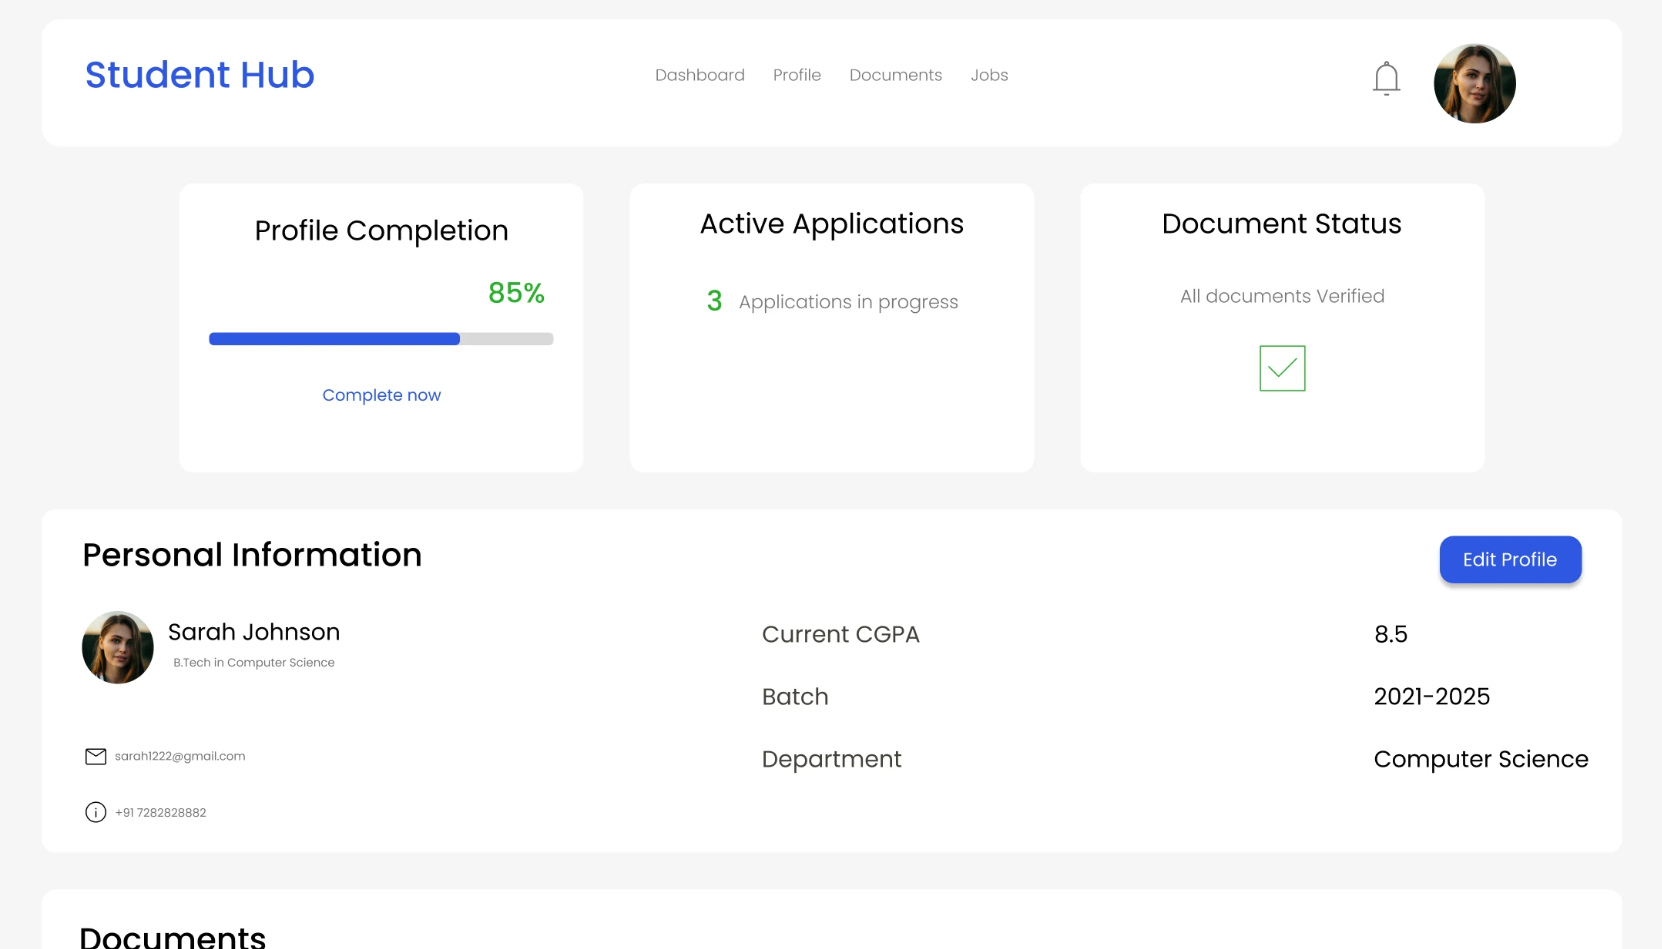 Student Hub
Dashboard Profile Documents Jobs
Profile Completion
85%
Complete now
Active Applications
3 Applications in progress
Document Status
All documents Verified
Personal Information
Edit Profile
Sarah Johnson
B.Tech in Computer Science
sarah1222@gmail.com
+91 7282828882
Current CGPA 8.5
Batch 2021-2025
Department Computer Science
Documents